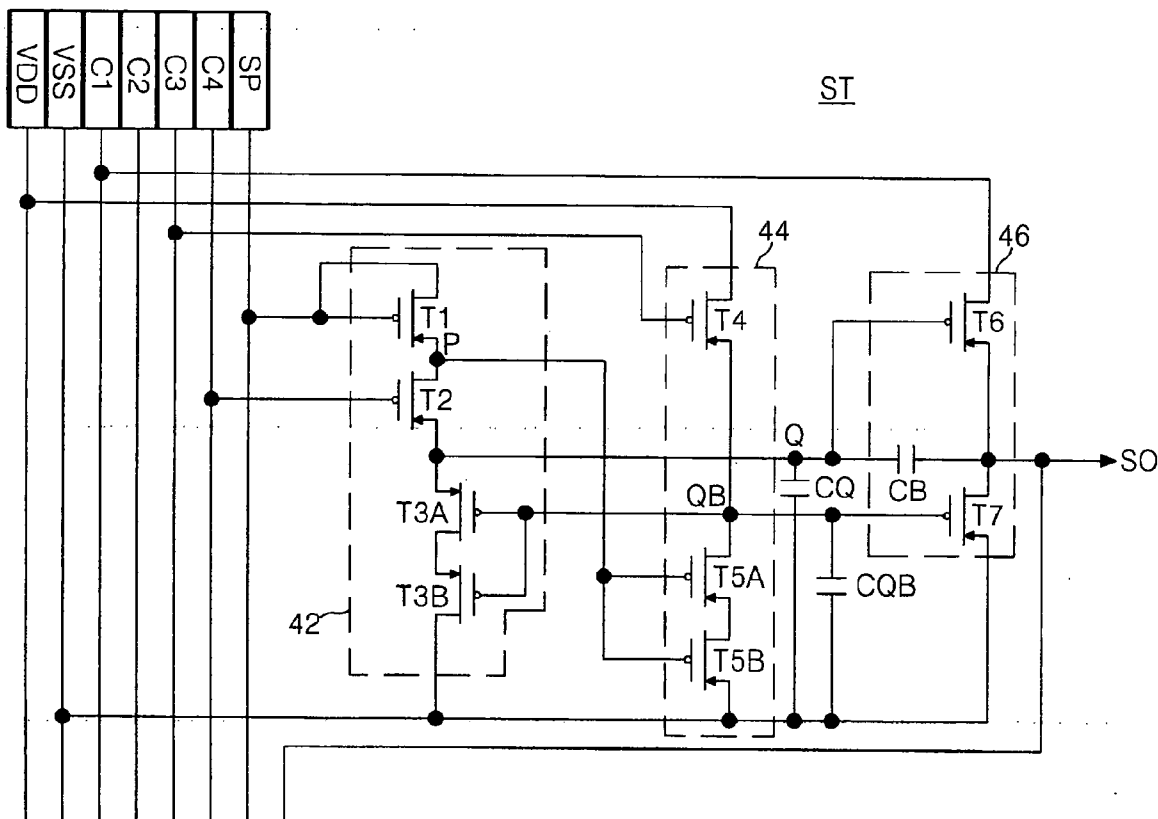 VDD
VSS
C1
C2
C3
C4
SP
ST
44
46
T1
T4
T6
P
T2
Q
SO
CQ
CB
QB
T3A
T7
T5A
CQB
T3B
42
T5B